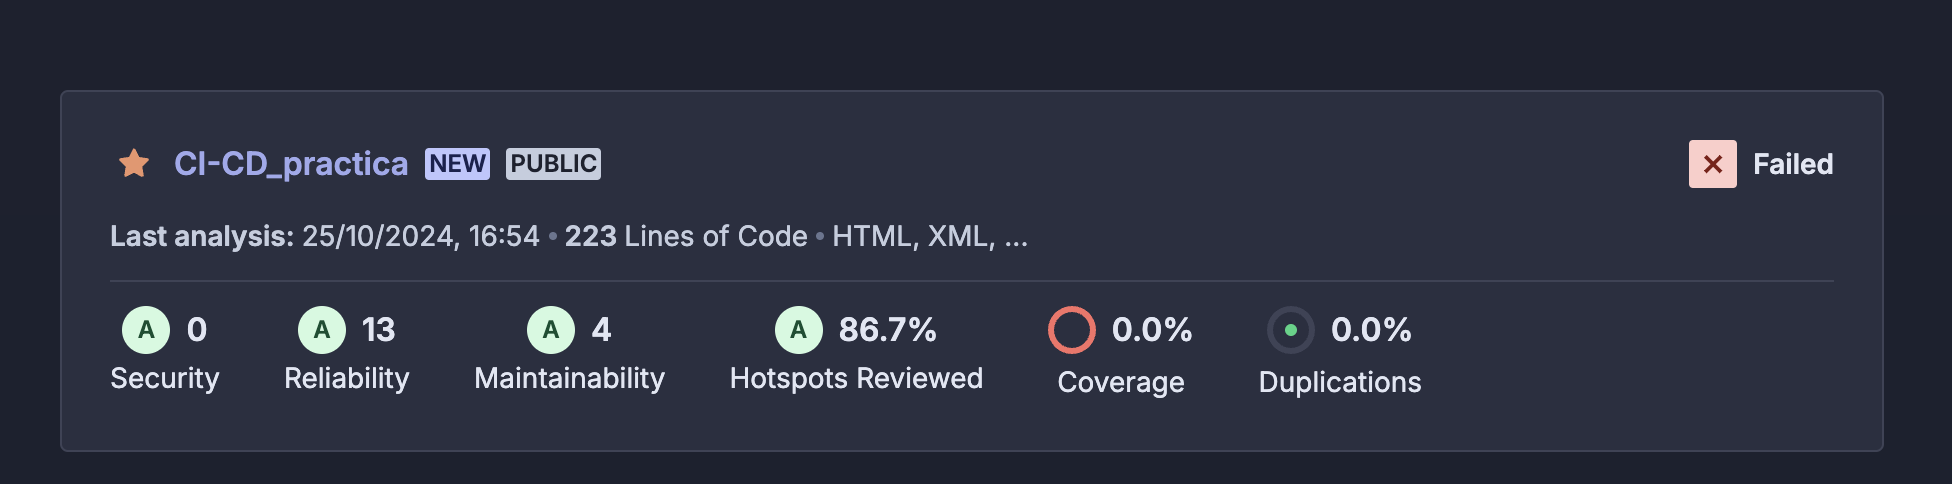 CI-CD_practica NEW PUBLIC
Failed
Last analysis: 25/10/2024, 16:54 • 223 Lines of Code • HTML, XML, ...
A 0
Security
A 13
Reliability
A 4
Maintainability
A 86.7%
Hotspots Reviewed
0.0%
Coverage
0.0%
Duplications